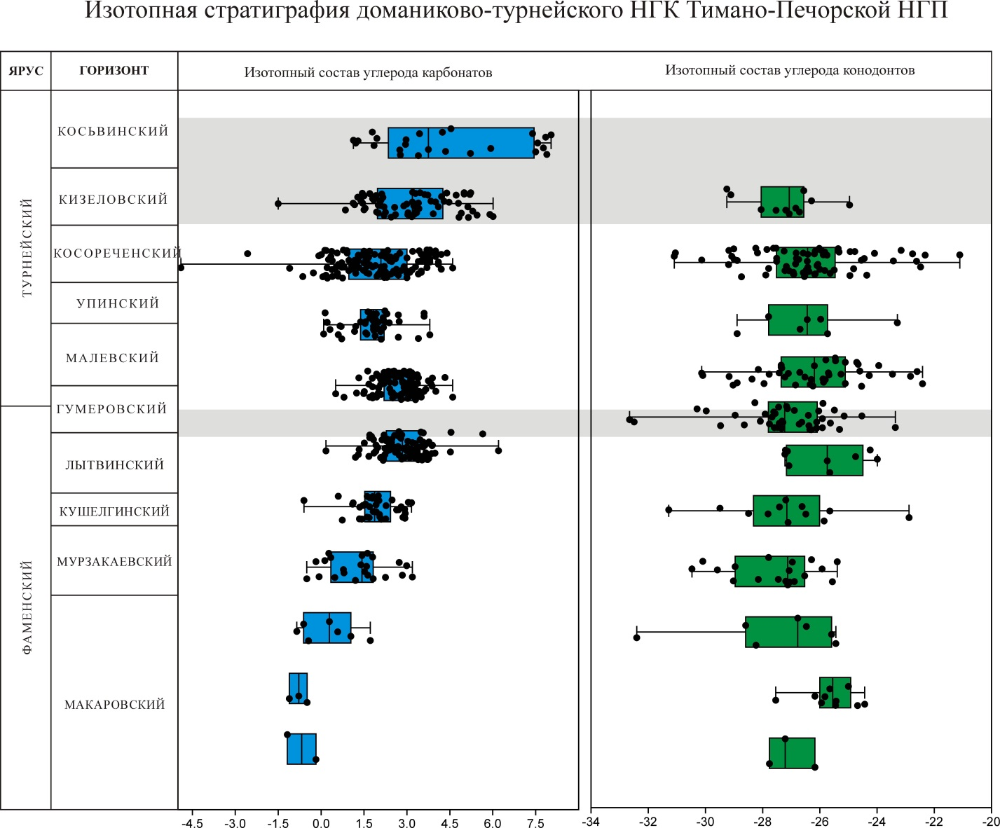 Изотопная стратиграфия доманиково-турнейского НГК Тимано-Печорской НГП
ЯРУС
ГОРИЗОНТ
Изотопный состав углерода карбонатов
Изотопный состав углерода конодонтов
ТУРНЕЙСКИЙ
КОСЬВИНСКИЙ
КИЗЕЛОВСКИЙ
КОСОРЕЧЕНСКИЙ
УПИНСКИЙ
МАЛЕВСКИЙ
ГУМЕРОВСКИЙ
ФАМЕНСКИЙ
ЛЫТВИНСКИЙ
КУШЕЛГИНСКИЙ
МУРЗАКАЕВСКИЙ
МАКАРОВСКИЙ
-4.5 -3.0 -1.5 0.0 1.5 3.0 4.5 6.0 7.5
-34 -32 -30 -28 -26 -24 -22 -20